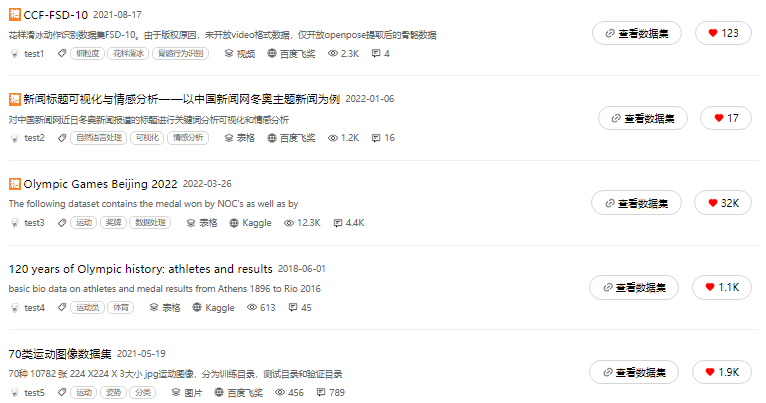 CCF-FSD-10 2021-08-17
花样滑冰动作识别数据集FSD-10。由于版权原因，未开放video格式数据，仅开放openpose提取后的骨骼数据
查看数据集 123
test1 细粒度 花样滑冰 骨骼行为识别 视频 百度飞桨 2.3K 4
新闻标题可视化与情感分析——以中国新闻网冬奥主题新闻为例 2022-01-06
对中国新闻网近日冬奥新闻报道的标题进行关键词分析可视化和情感分析
查看数据集 17
test2 自然语言处理 可视化 情感分析 表格 百度飞桨 1.2K 16
Olympic Games Beijing 2022 2022-03-26
The following dataset contains the medal won by NOC's as well as by
查看数据集 32K
test3 运动 奖牌 数据处理 表格 Kaggle 12.3K 4.4K
120 years of Olympic history: athletes and results 2018-06-01
basic bio data on athletes and medal results from Athens 1896 to Rio 2016
查看数据集 1.1K
test4 运动员 体育 表格 Kaggle 613 45
70类运动图像数据集 2021-05-19
70种 10782 张 224 X224 X 3大小 jpg运动图像，分为训练目录，测试目录和验证目录
查看数据集 1.9K
test5 运动 姿势 分类 图片 百度飞桨 456 789